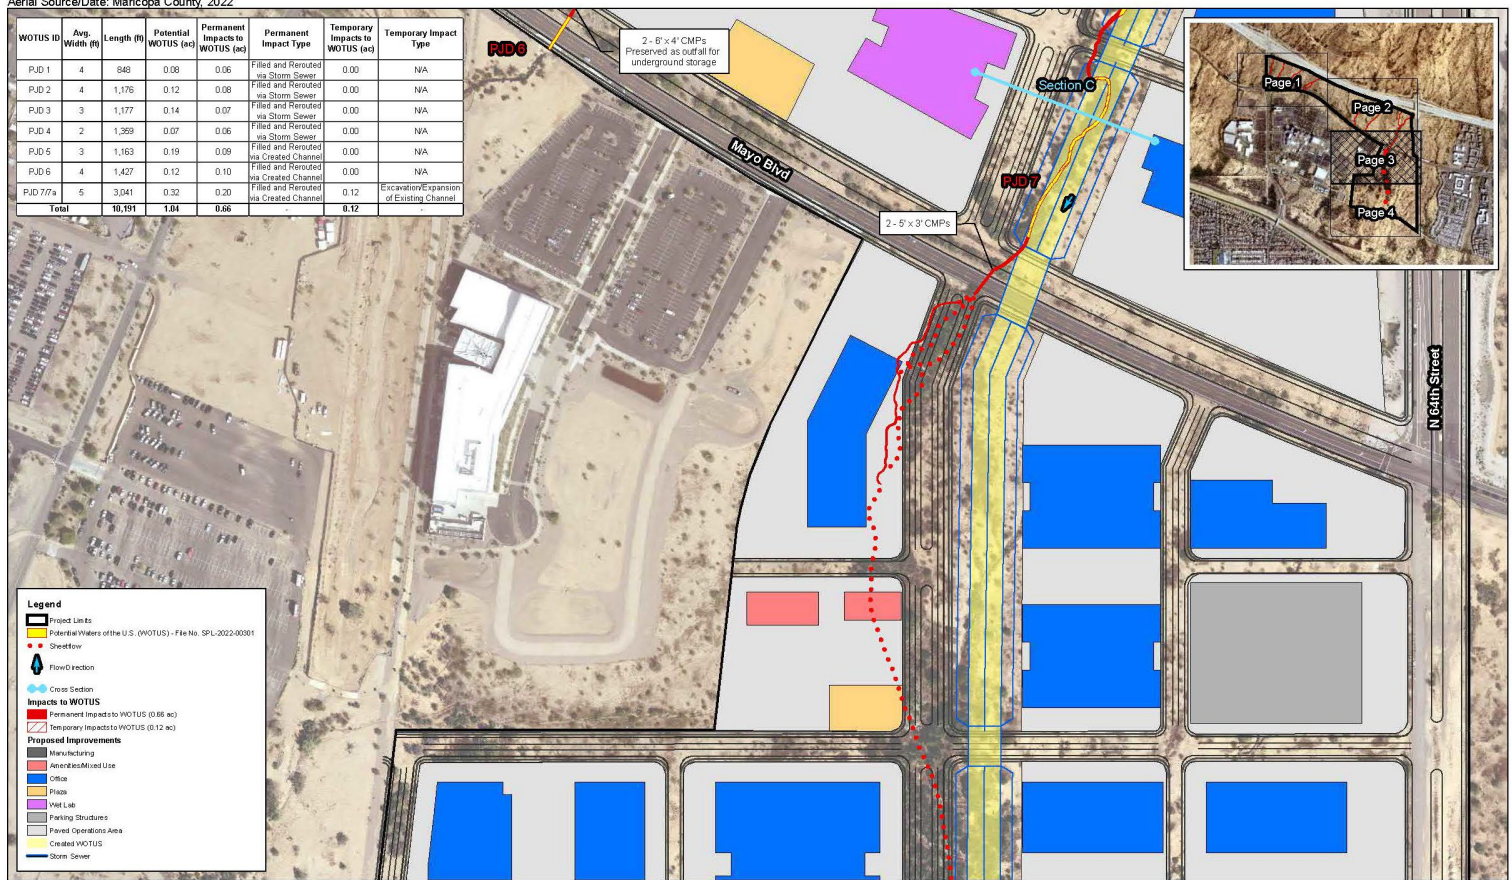 Aerial Source/Date: Maricopa County, 2022
WOTUS ID Avg. Width (ft) Length (ft) Potential WOTUS (ac) Permanent Impacts to WOTUS (ac) Permanent Impact Type Temporary Impacts to WOTUS (ac) Temporary Impact Type
PJD 1 4 848 0.08 0.06 Filled and Rerouted via Storm Sewer 0.00 N/A
PJD 2 4 1,176 0.12 0.08 Filled and Rerouted via Storm Sewer 0.00 N/A
PJD 3 3 1,177 0.14 0.07 Filled and Rerouted via Storm Sewer 0.00 N/A
PJD 4 2 1,359 0.07 0.06 Filled and Rerouted via Storm Sewer 0.00 N/A
PJD 5 3 1,163 0.19 0.09 Filled and Rerouted via Created Channel 0.00 N/A
PJD 6 4 1,427 0.12 0.10 Filled and Rerouted via Created Channel 0.00 N/A
PJD 7/7a 5 3,041 0.32 0.20 Filled and Rerouted via Created Channel 0.12 Excavation/Expansion of Existing Channel
Total 10,191 1.04 0.66 - 0.12 -
PJD 6
2 - 6' x 4' CMPs
Preserved as outfall for
underground storage
Section C
Mayo Blvd
PJD 7
2 - 5' x 3' CMPs
Page 1
Page 2
Page 3
Page 4
N 64th Street
Legend
Project Limits
Potential Waters of the U.S. (WOTUS) - File No. SPL-2022-00301
Sheetflow
Flow Direction
Cross Section
Impacts to WOTUS
Permanent Impacts to WOTUS (0.66 ac)
Temporary Impacts to WOTUS (0.12 ac)
Proposed Improvements
Manufacturing
Amenities/Mixed Use
Office
Plaza
Wet Lab
Parking Structures
Paved Operations Area
Created WOTUS
Storm Sewer